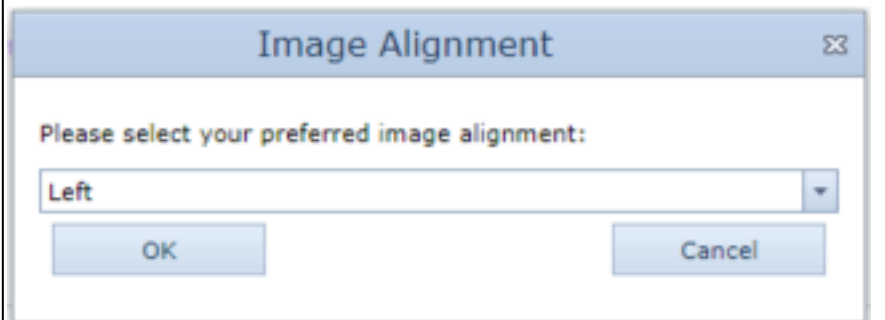 Image Alignment
Please select your preferred image alignment:
Left
OK Cancel